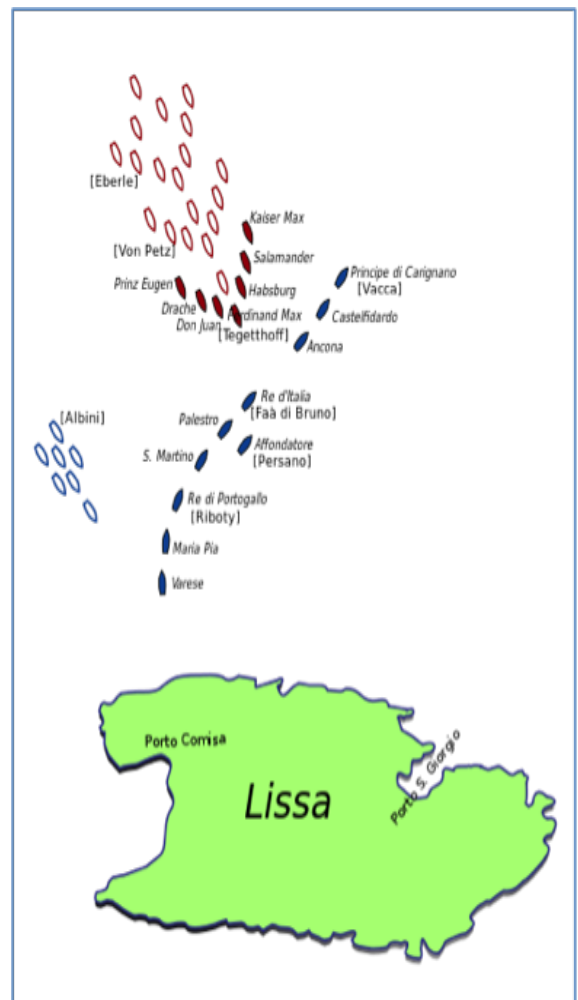 [Eberle]
Kaiser Max
[Von Petz]
Salamander
Prinz Eugen
Habsburg
Principe di Carignano
[Vacca]
Drache
Ferdinand Max
Castelfidardo
Don Juan
[Tegetthoff]
Ancona
Re d'Italia
[Faà di Bruno]
[Albini]
Palestro
Affondatore
[Persano]
S. Martino
Re di Portogallo
[Riboty]
Maria Pia
Varese
Porto Comisa
Porto S. Giorgio
Lissa